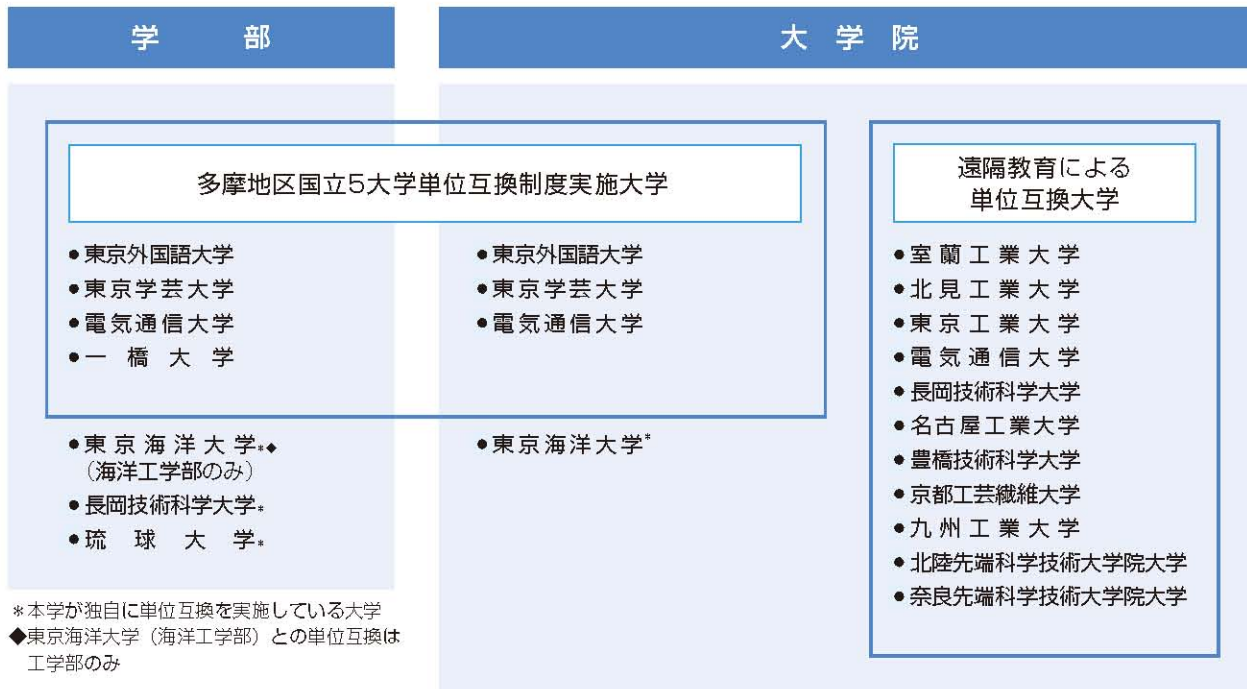 学部
大学院
多摩地区国立5大学単位互換制度実施大学
●東京外国語大学
●東京学芸大学
●電気通信大学
●一橋大学
●東京外国語大学
●東京学芸大学
●電気通信大学
●東京海洋大学*◆
(海洋工学部のみ)
●長岡技術科学大学*
●琉球大学*
●東京海洋大学*
遠隔教育による
単位互換大学
●室蘭工業大学
●北見工業大学
●東京工業大学
●電気通信大学
●長岡技術科学大学
●名古屋工業大学
●豊橋技術科学大学
●京都工芸繊維大学
●九州工業大学
●北陸先端科学技術大学院大学
●奈良先端科学技術大学院大学
*本学が独自に単位互換を実施している大学
◆東京海洋大学(海洋工学部)との単位互換は
工学部のみ